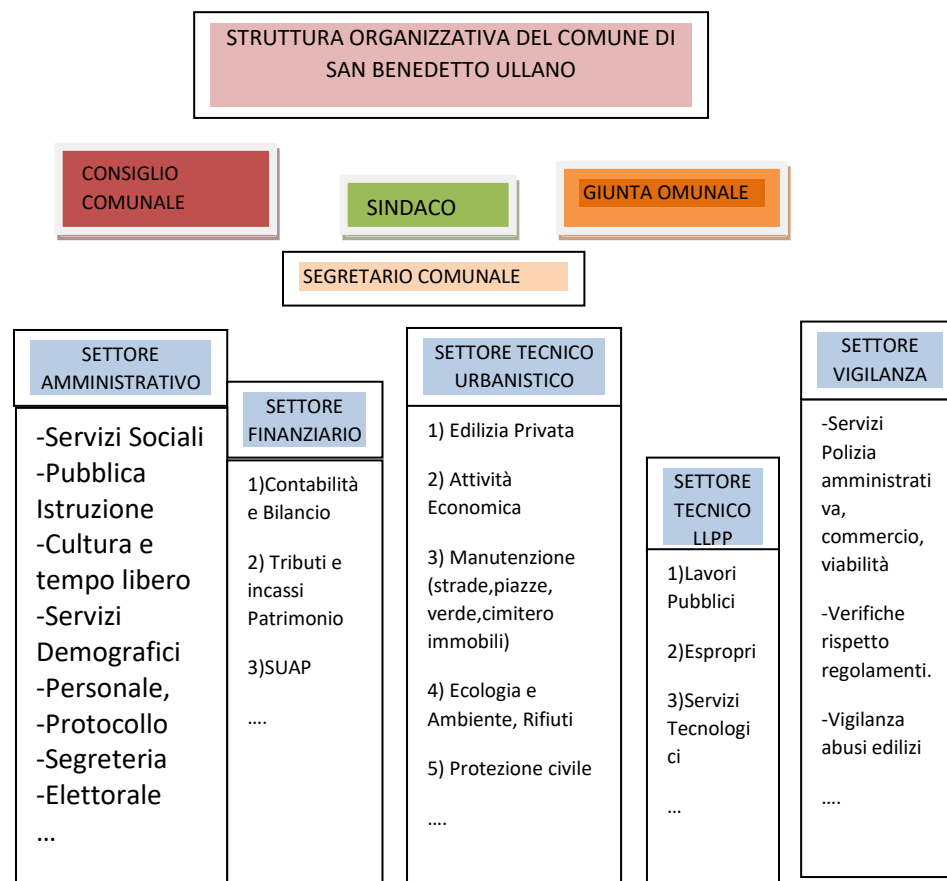 STRUTTURA ORGANIZZATIVA DEL COMUNE DI
SAN BENEDETTO ULLANO
CONSIGLIO
COMUNALE
SINDACO
GIUNTA OMUNALE
SEGRETARIO COMUNALE
SETTORE
AMMINISTRATIVO
-Servizi Sociali
-Pubblica
Istruzione
-Cultura e
tempo libero
-Servizi
Demografici
-Personale,
-Protocollo
-Segreteria
-Elettorale
...
SETTORE
FINANZIARIO
1)Contabilità
e Bilancio
2) Tributi e
incassi
Patrimonio
3)SUAP
....
SETTORE TECNICO
URBANISTICO
1) Edilizia Privata
2) Attività
Economica
3) Manutenzione
(strade,piazze,
verde,cimitero
immobili)
4) Ecologia e
Ambiente, Rifiuti
5) Protezione civile
....
SETTORE
TECNICO
LLPP
1)Lavori
Pubblici
2)Espropri
3)Servizi
Tecnologi
ci
...
SETTORE
VIGILANZA
-Servizi
Polizia
amministrati
va,
commercio,
viabilità
-Verifiche
rispetto
regolamenti.
-Vigilanza
abusi edilizi
....